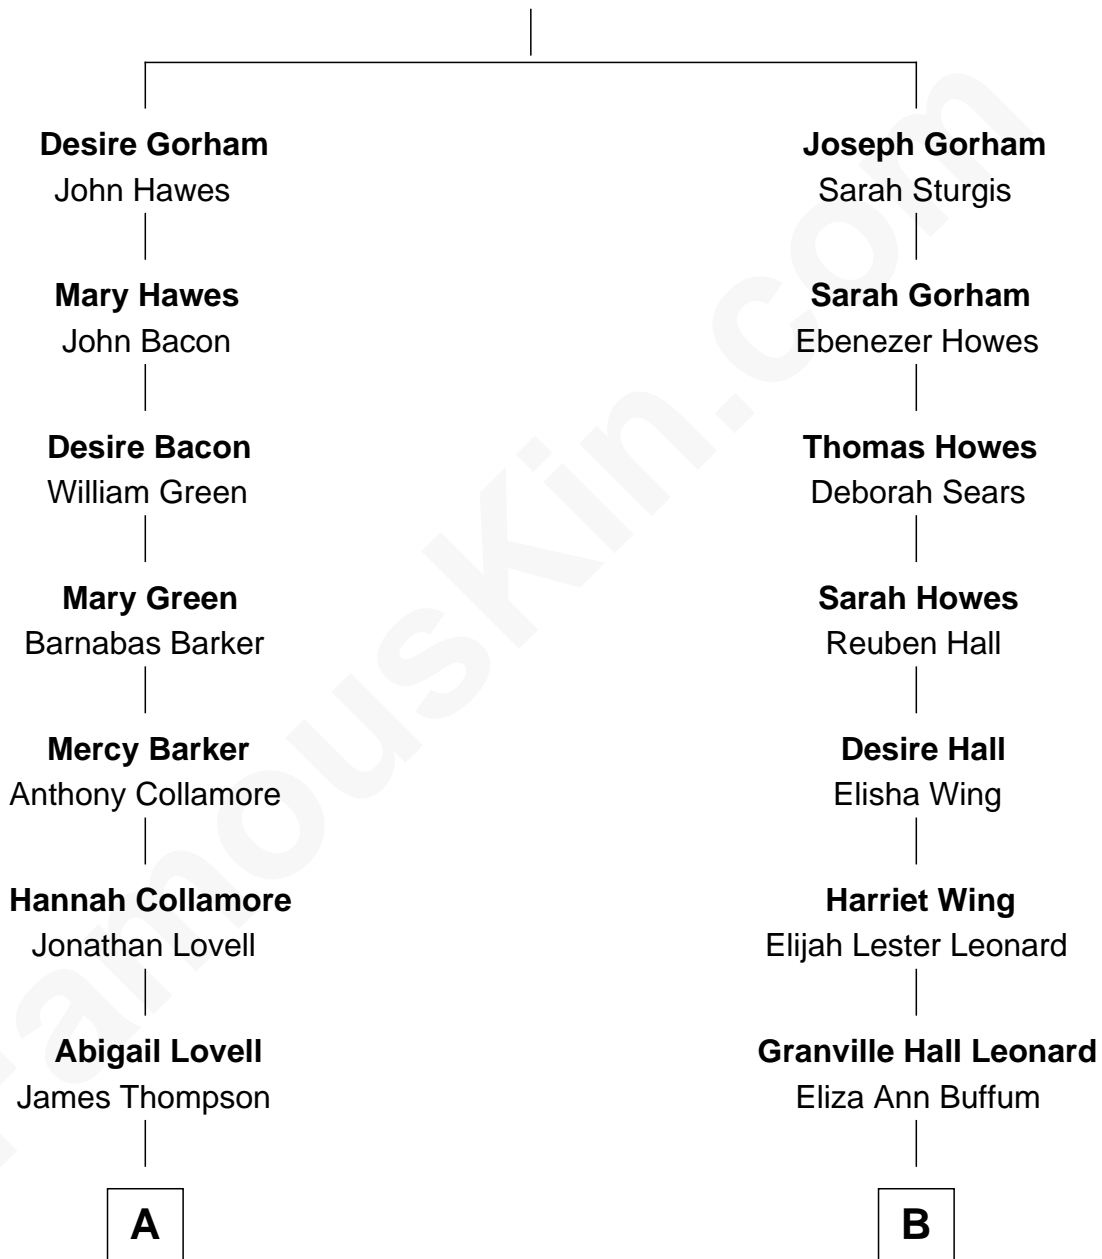 Desire Gorham
John Hawes
Mary Hawes
John Bacon
Desire Bacon
William Green
Mary Green
Barnabas Barker
Mercy Barker
Anthony Collamore
Hannah Collamore
Jonathan Lovell
Abigail Lovell
James Thompson
A
Joseph Gorham
Sarah Sturgis
Sarah Gorham
Ebenezer Howes
Thomas Howes
Deborah Sears
Sarah Howes
Reuben Hall
Desire Hall
Elisha Wing
Harriet Wing
Elijah Lester Leonard
Granville Hall Leonard
Eliza Ann Buffum
B
FamousKin.com